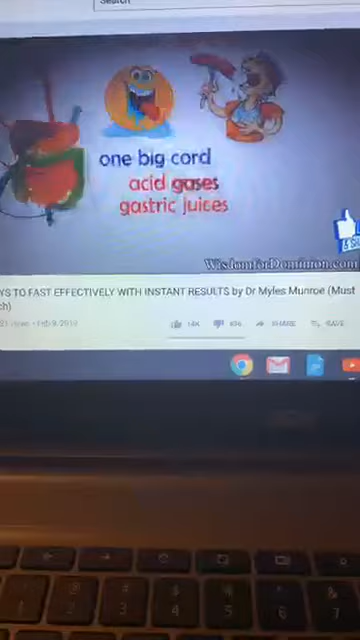 Search
one big cord
acid gases
gastric juices
WisdomforDominion.com
YS TO FAST EFFECTIVELY WITH INSTANT RESULTS by Dr Myles Munroe (Must
ch)
SHARE
SAVE